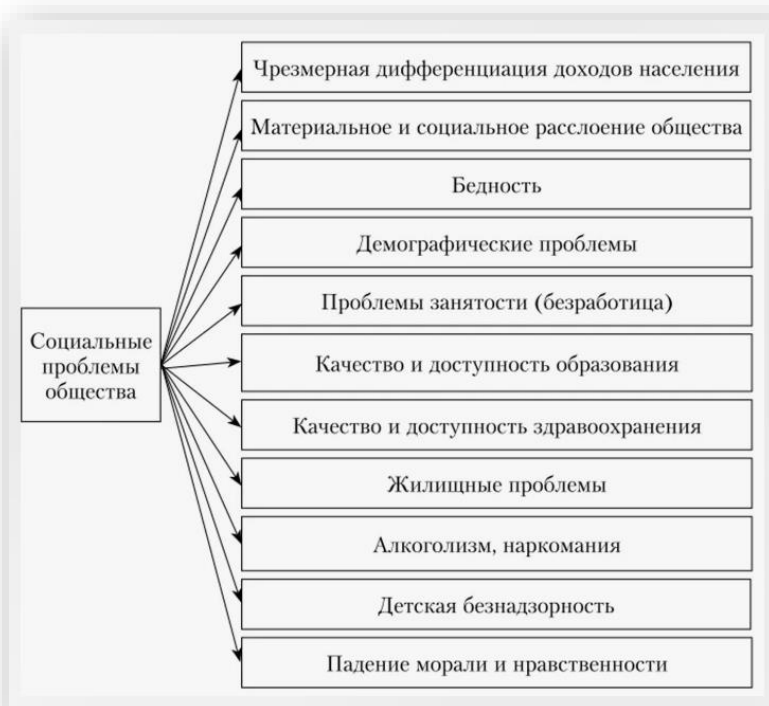 Чрезмерная дифференциация доходов населения
Материальное и социальное расслоение общества
Бедность
Демографические проблемы
Проблемы занятости (безработица)
Социальные
проблемы
общества
Качество и доступность образования
Качество и доступность здравоохранения
Жилищные проблемы
Алкоголизм, наркомания
Детская безнадзорность
Падение морали и нравственности